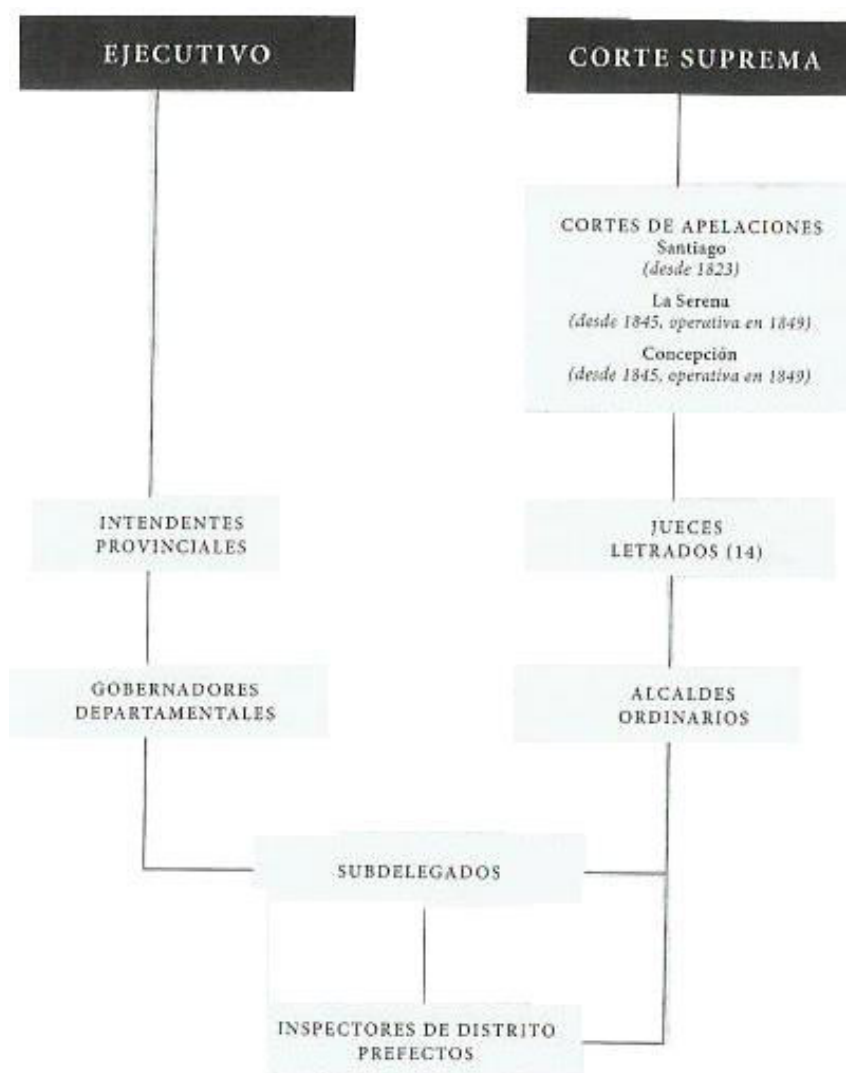 EJECUTIVO
CORTE SUPREMA
CORTES DE APELACIONES
Santiago
(desde 1823)
La Serena
(desde 1845, operativa en 1849)
Concepción
(desde 1845, operativa en 1849)
INTENDENTES
PROVINCIALES
JUECES
LETRADOS (14)
GOBERNADORES
DEPARTAMENTALES
ALCALDES
ORDINARIOS
SUBDELEGADOS
INSPECTORES DE DISTRITO
PREFECTOS